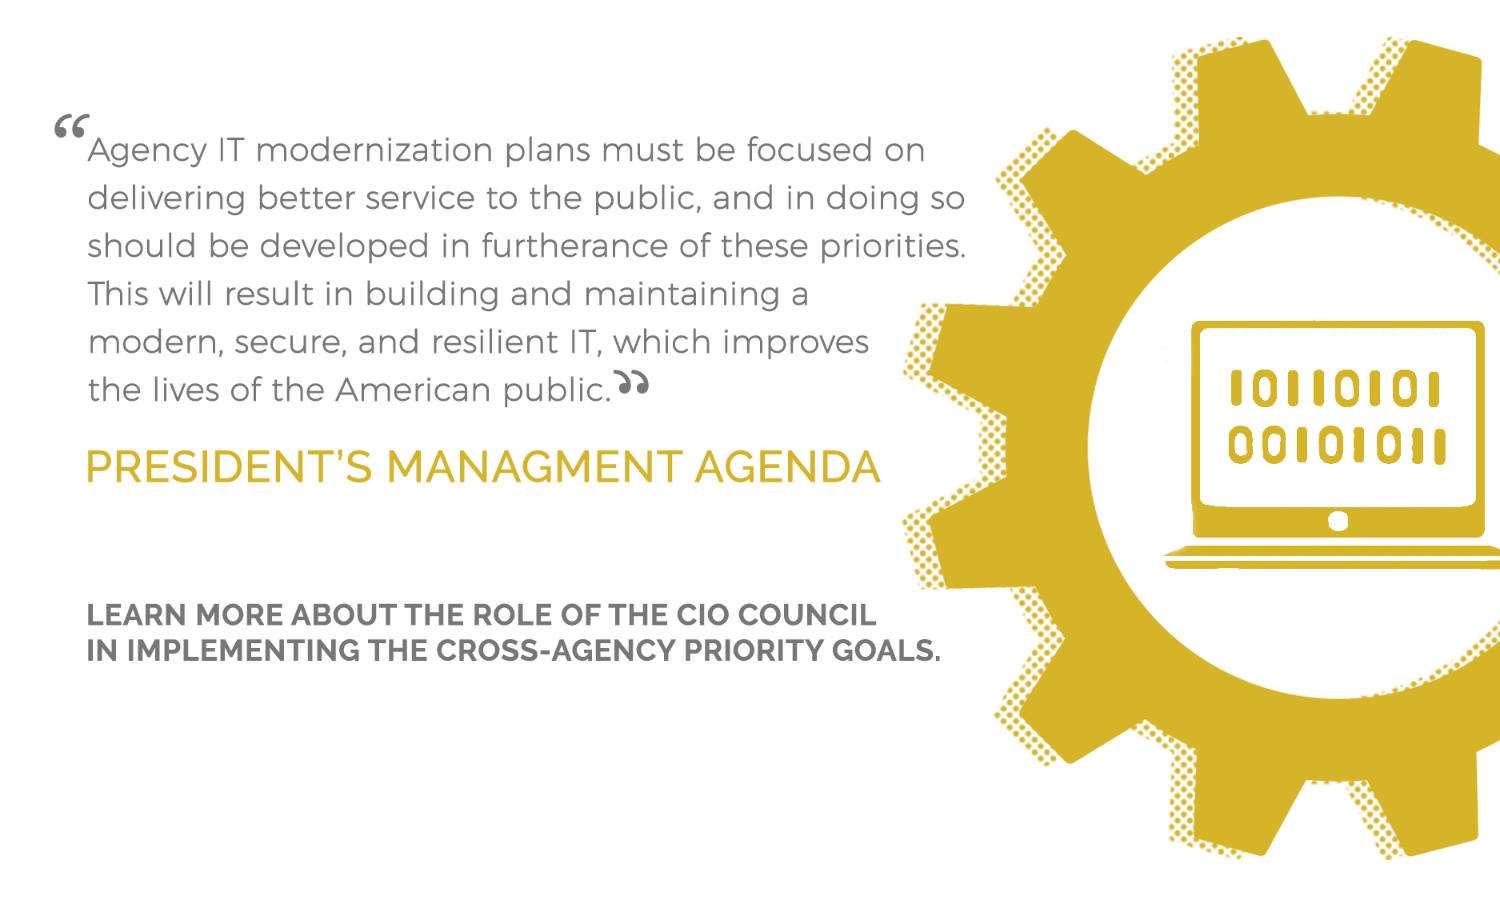 “Agency IT modernization plans must be focused on
delivering better service to the public, and in doing so
should be developed in furtherance of these priorities.
This will result in building and maintaining a
modern, secure, and resilient IT, which improves
the lives of the American public.”
PRESIDENT’S MANAGMENT AGENDA
LEARN MORE ABOUT THE ROLE OF THE CIO COUNCIL
IN IMPLEMENTING THE CROSS-AGENCY PRIORITY GOALS.
10110101
00101011